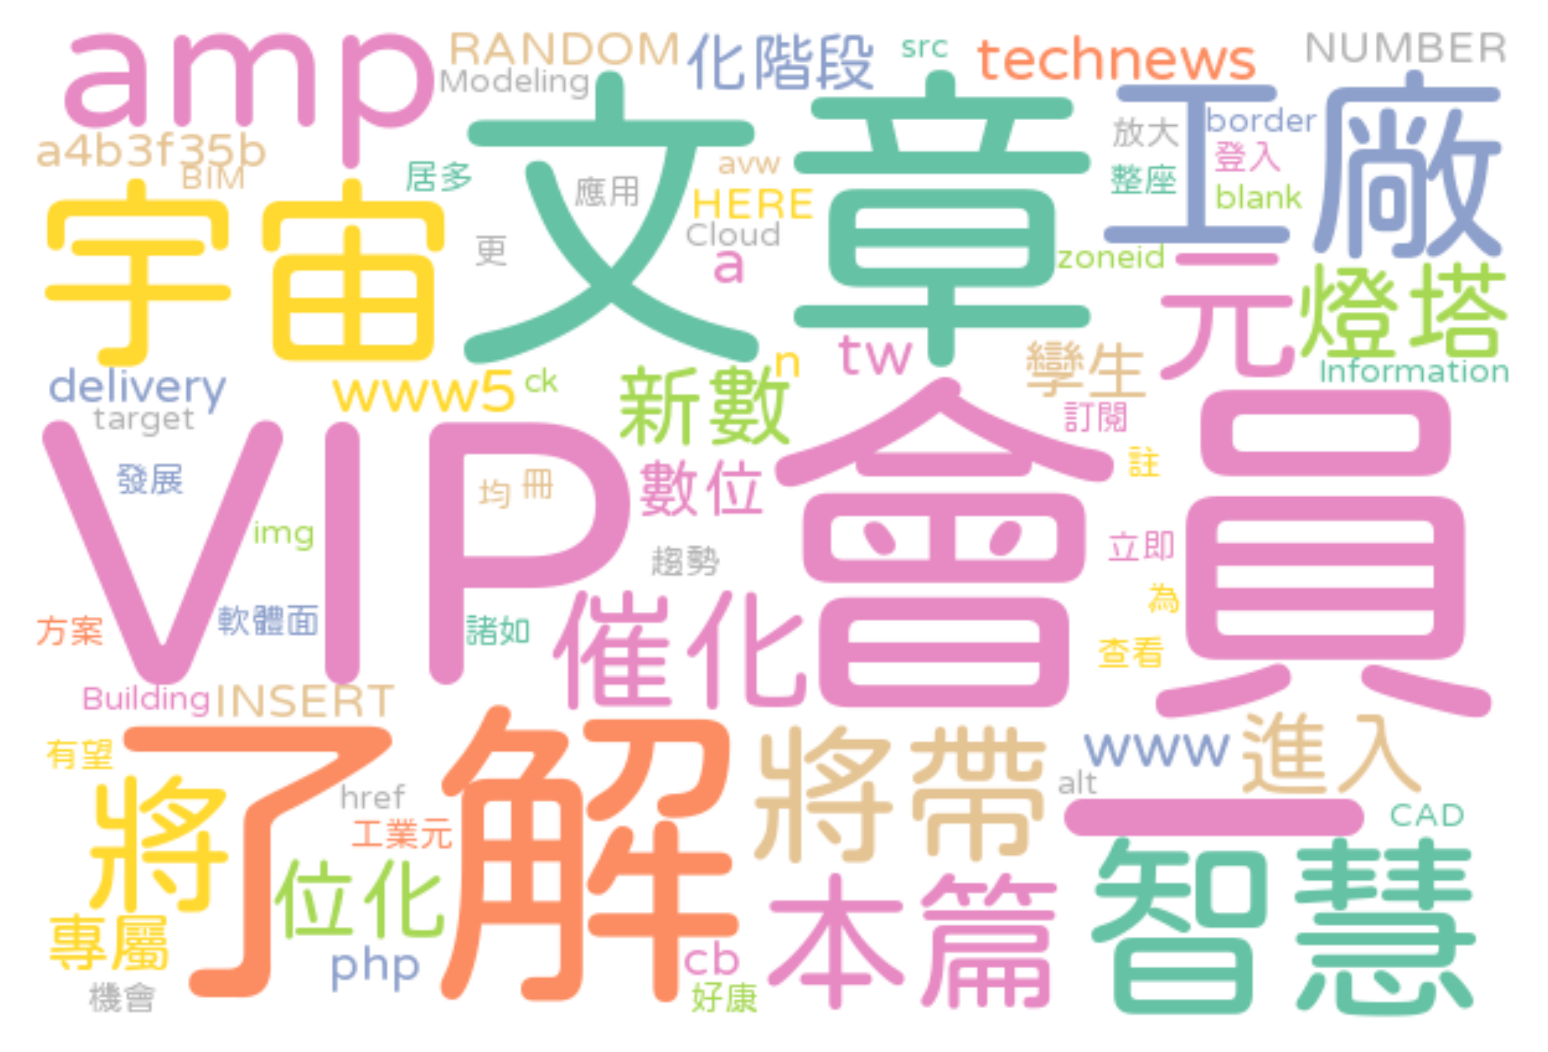 amp
RANDOM
化階段
src
technews
NUMBER
Modeling
文章
工廠
a4b3f35b
BIM
居多
應用
avw
放大
border
登入
宇宙
HERE
整座
blank
更
Cloud
a
zoneid
元
燈塔
delivery
www5
ck
新數
n
tw
孿生
Information
target
訂閱
VIP
會員
發展
均
冊
數位
註
img
趨勢
立即
方案
軟體面
諸如
催化
為
查看
Building
INSERT
了解
有望
將
將帶
www
進入
href
alt
一
CAD
工業元
位化
智慧
專屬
php
cb
本篇
機會
好康